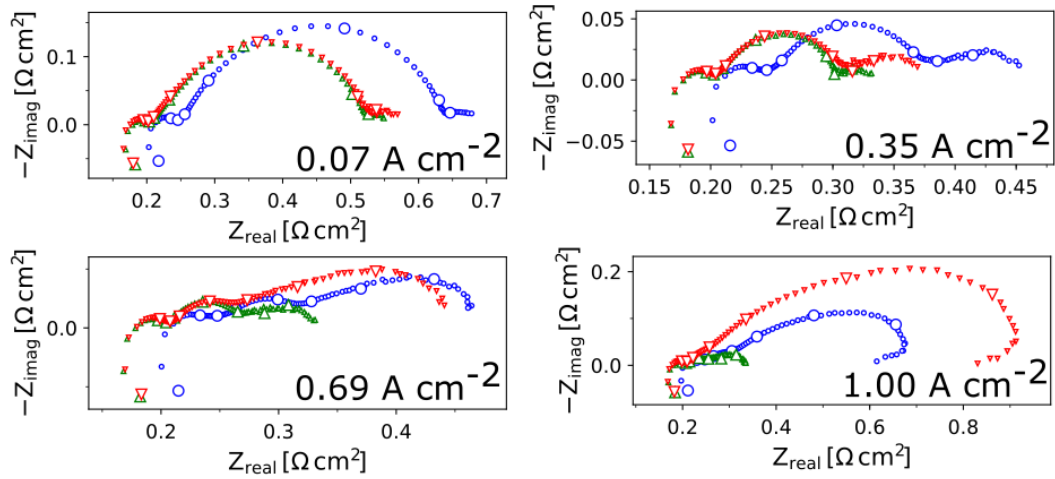 −Z_imag [Ω cm²]
0.1
0.0
0.07 A cm⁻²
0.2 0.3 0.4 0.5 0.6 0.7
Z_real [Ω cm²]
−Z_imag [Ω cm²]
0.05
0.00
−0.05
0.35 A cm⁻²
0.15 0.20 0.25 0.30 0.35 0.40 0.45
Z_real [Ω cm²]
−Z_imag [Ω cm²]
0.0
0.69 A cm⁻²
0.2 0.3 0.4
Z_real [Ω cm²]
−Z_imag [Ω cm²]
0.2
0.0
1.00 A cm⁻²
0.2 0.4 0.6 0.8
Z_real [Ω cm²]